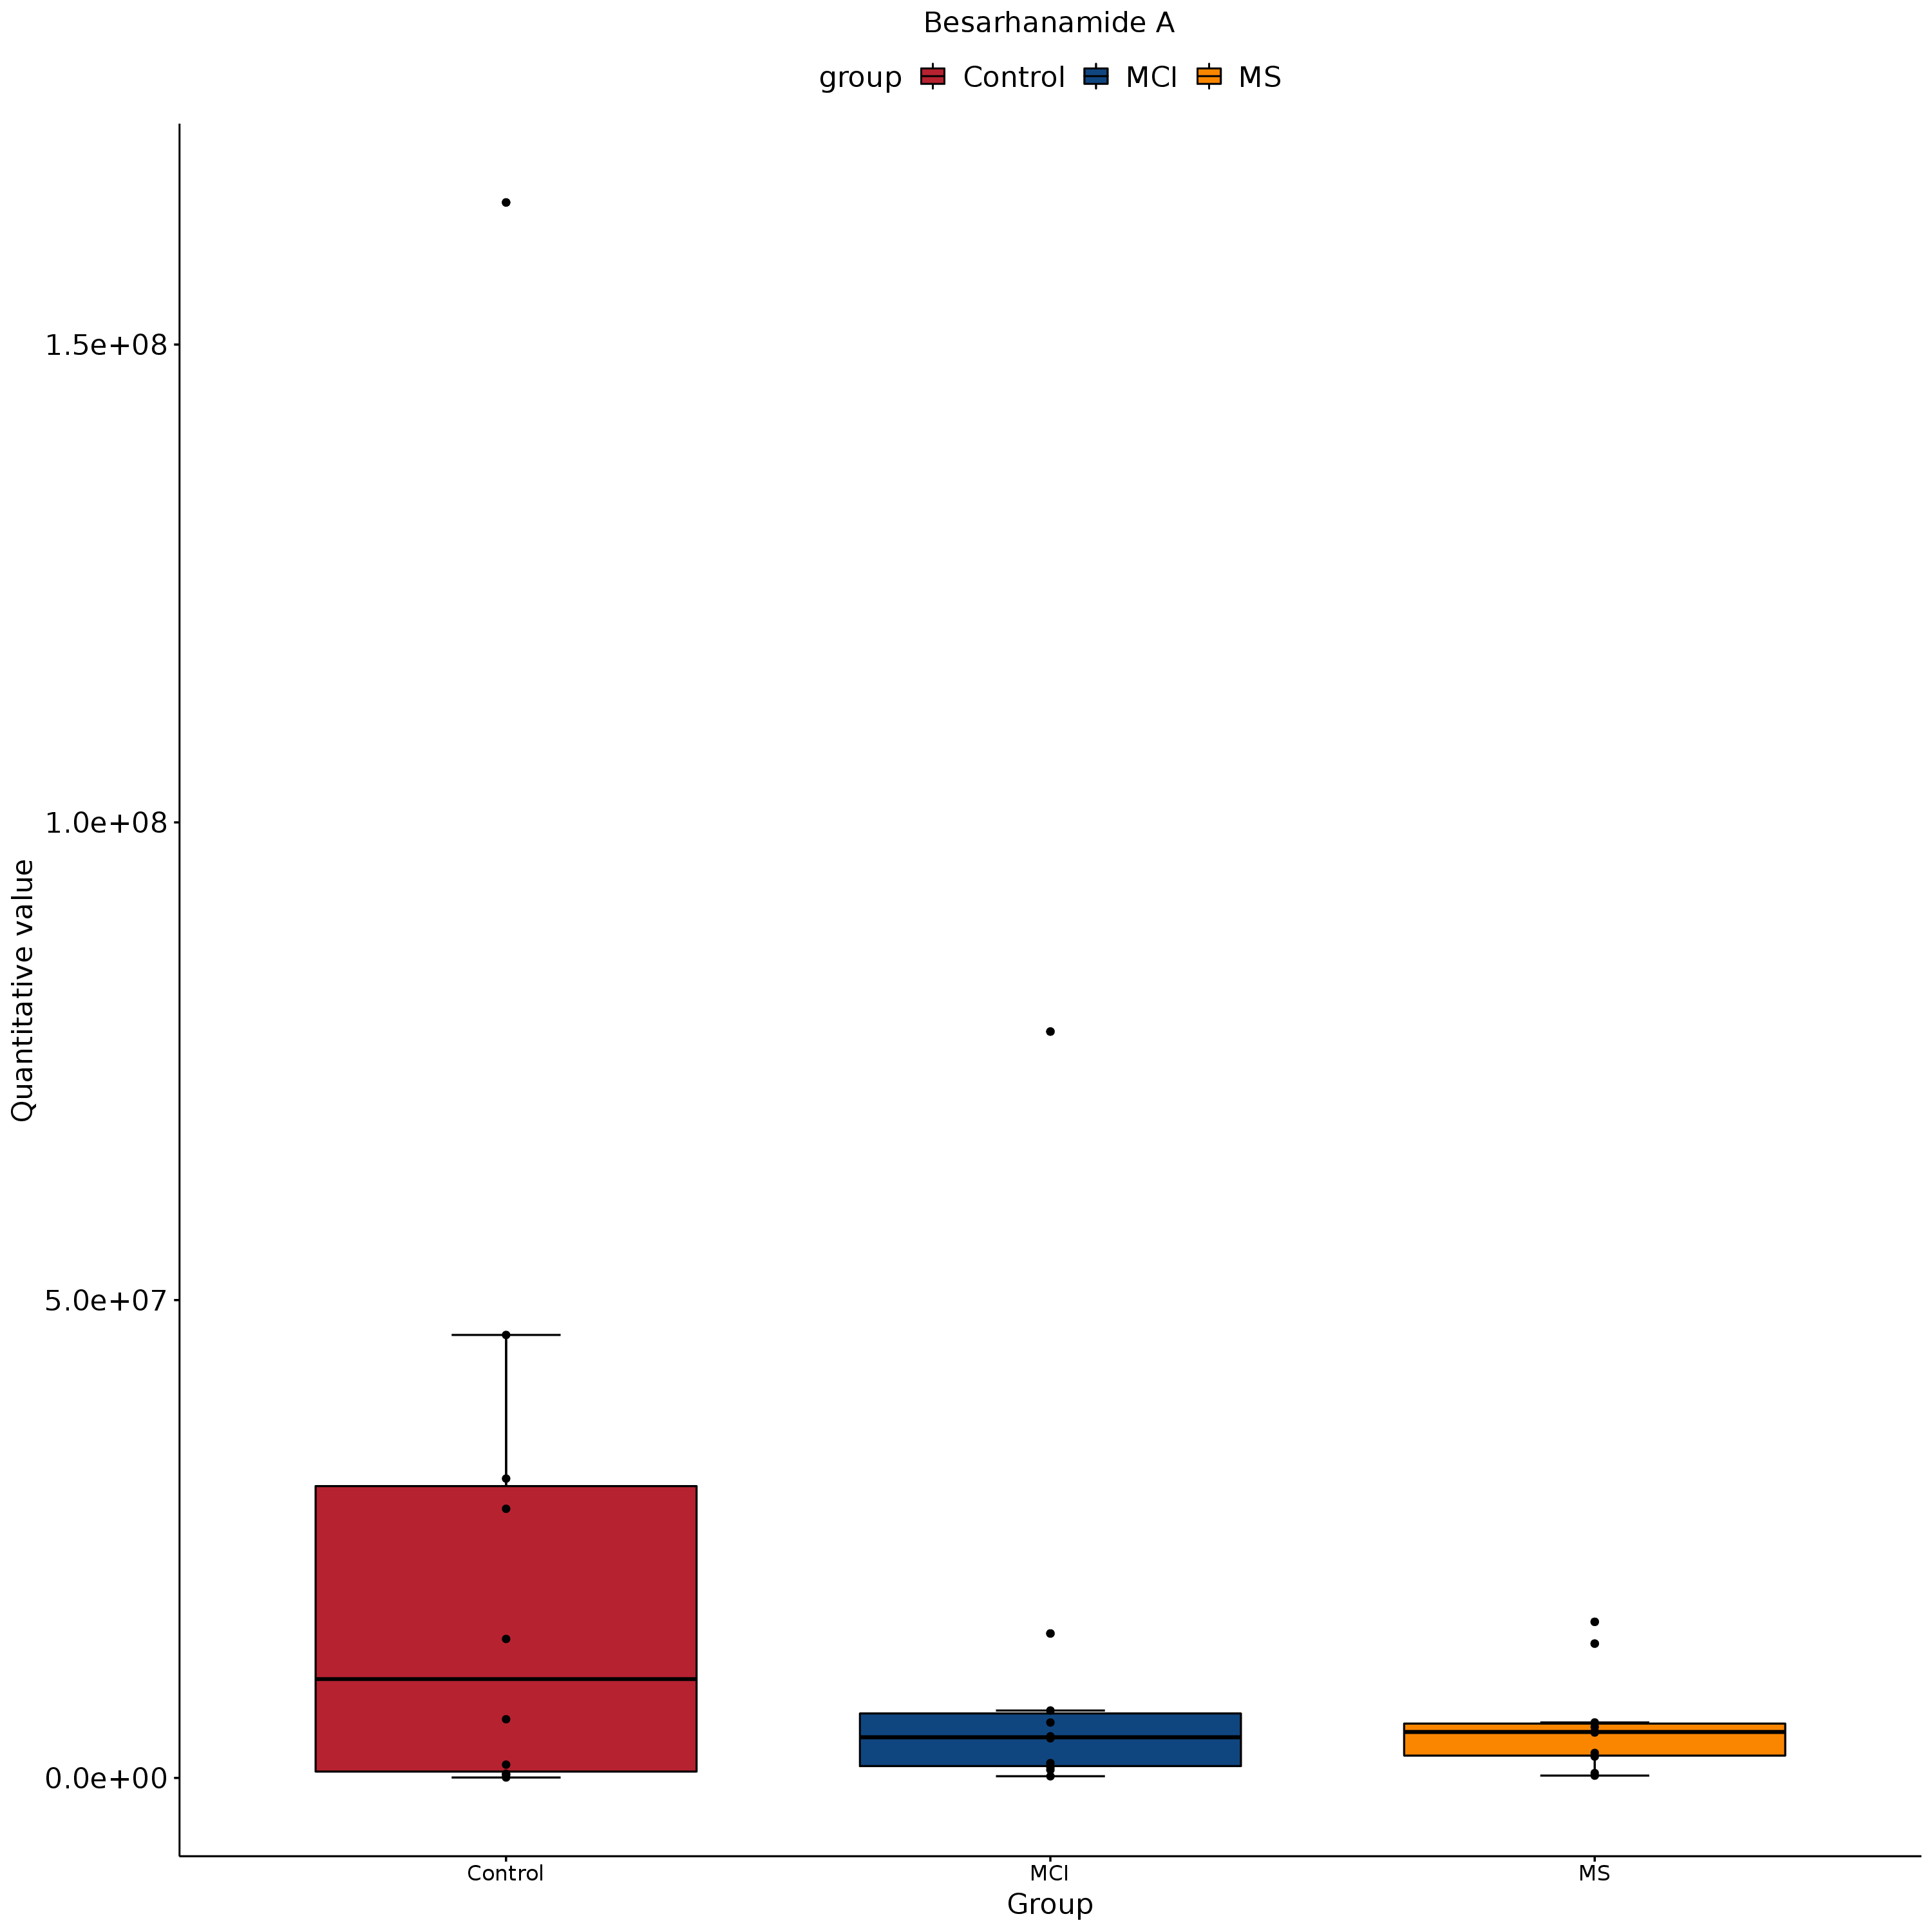 Besarhanamide A
group Control MCI MS
1.5e+08
1.0e+08
5.0e+07
0.0e+00
Quantitative value
Control MCI MS
Group